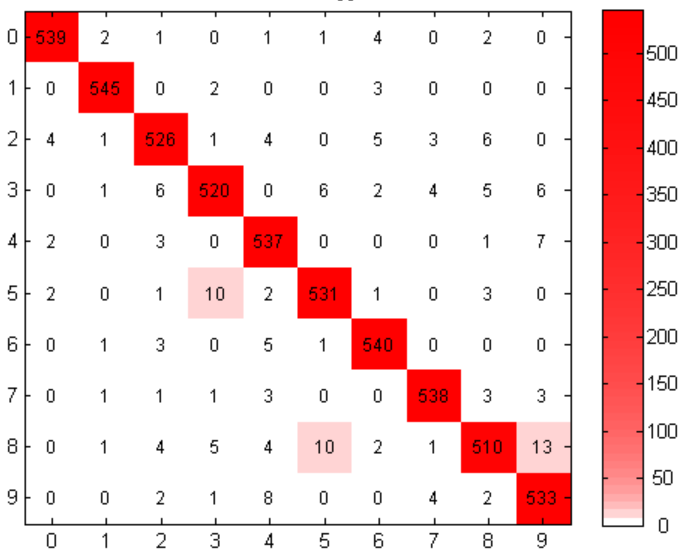 0 539 2 1 0 1 1 4 0 2 0
1 0 545 0 2 0 0 3 0 0 0
2 4 1 526 1 4 0 5 3 6 0
3 0 1 6 520 0 6 2 4 5 6
4 2 0 3 0 537 0 0 0 1 7
5 2 0 1 10 2 531 1 0 3 0
6 0 1 3 0 5 1 540 0 0 0
7 0 1 1 1 3 0 0 538 3 3
8 0 1 4 5 4 10 2 1 510 13
9 0 0 2 1 8 0 0 4 2 533
0 1 2 3 4 5 6 7 8 9
500
450
400
350
300
250
200
150
100
50
0